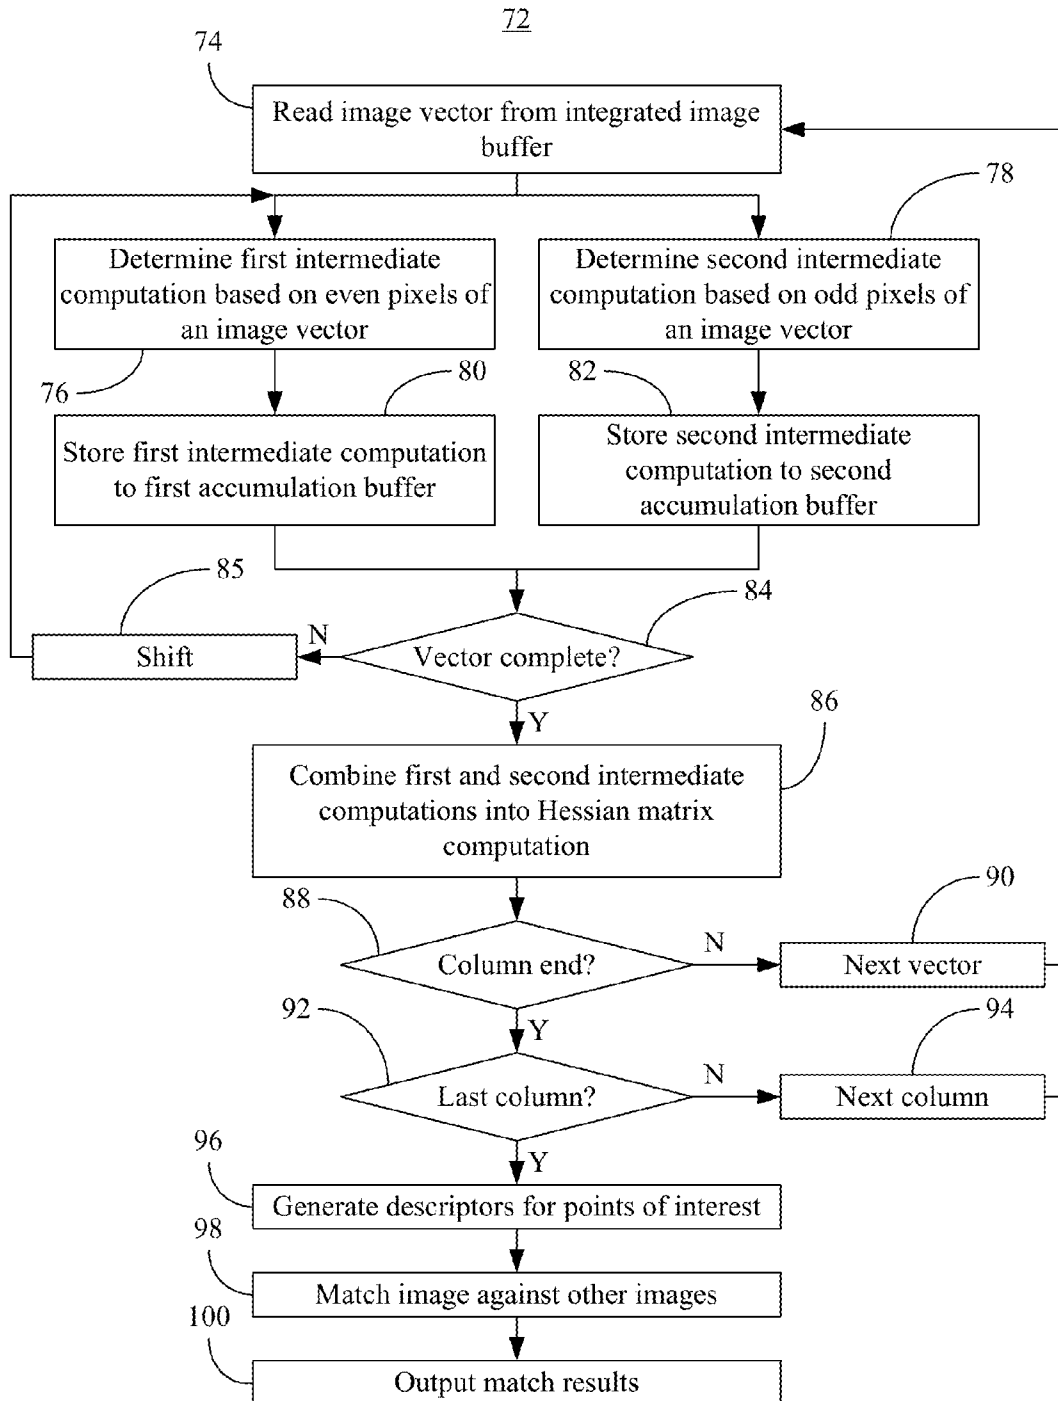 72
74
Read image vector from integrated image
buffer
78
Determine first intermediate
computation based on even pixels of
an image vector
Determine second intermediate
computation based on odd pixels of
an image vector
76
80
82
Store first intermediate computation
to first accumulation buffer
Store second intermediate
computation to second
accumulation buffer
85
84
Shift
N
Vector complete?
Y
86
Combine first and second intermediate
computations into Hessian matrix
computation
88
90
Column end?
N
Next vector
92
Y
94
Last column?
N
Next column
96
Y
Generate descriptors for points of interest
98
Match image against other images
100
Output match results